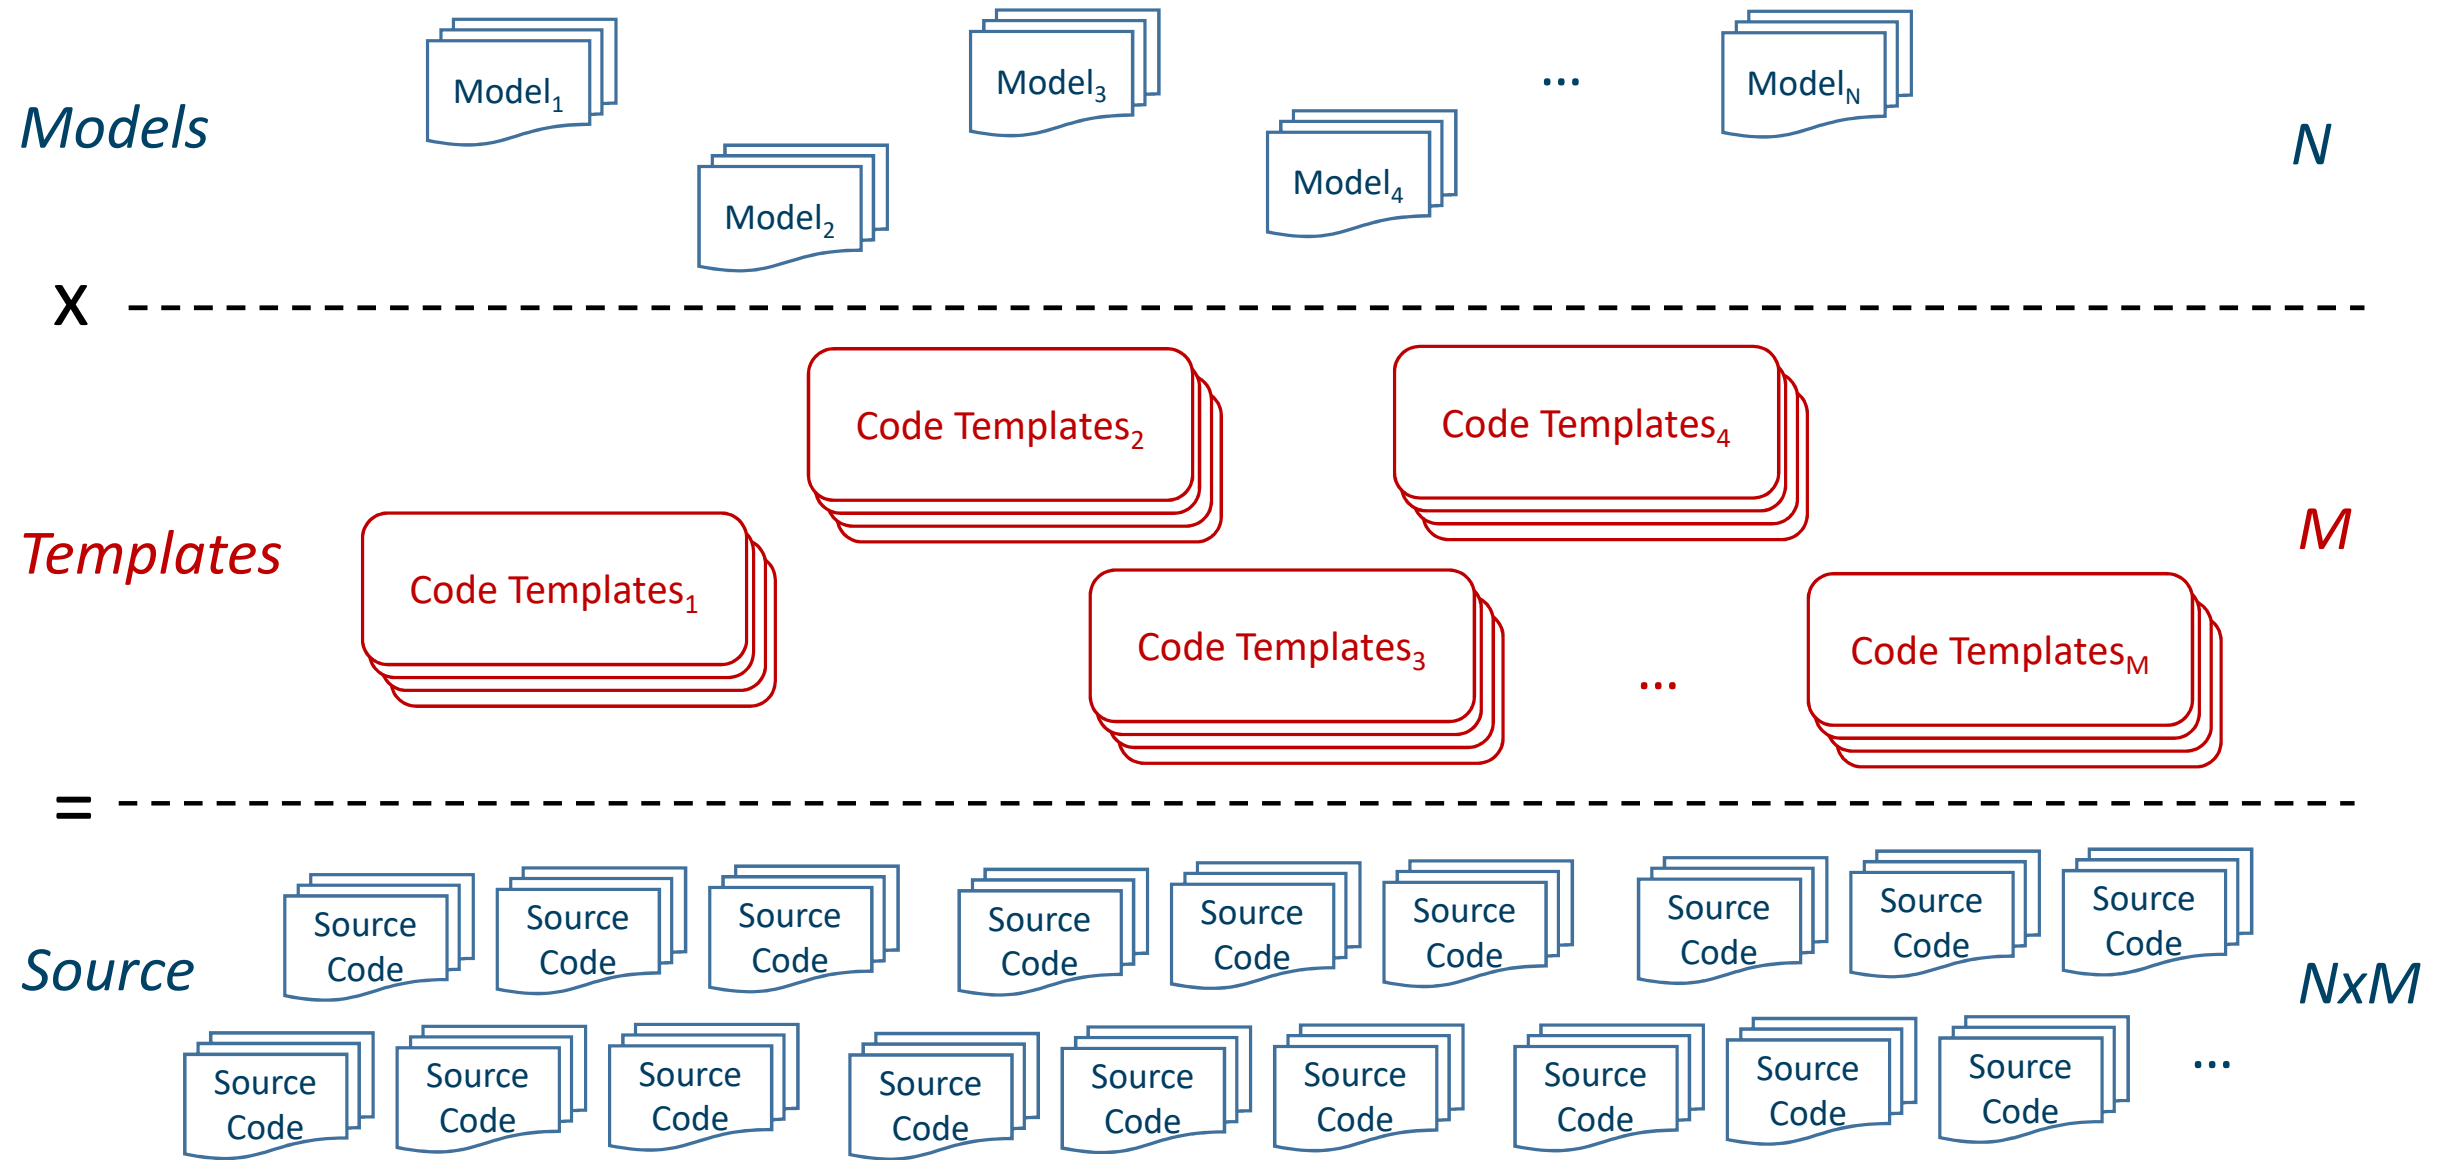 Models
Model1
Model2
Model3
Model4
...
ModelN
N
X
Templates
Code Templates1
Code Templates2
Code Templates3
Code Templates4
...
Code TemplatesM
M
=
Source
Source
Code
Source
Code
Source
Code
Source
Code
Source
Code
Source
Code
Source
Code
Source
Code
Source
Code
NxM
Source
Code
Source
Code
Source
Code
Source
Code
Source
Code
Source
Code
Source
Code
Source
Code
Source
Code
...